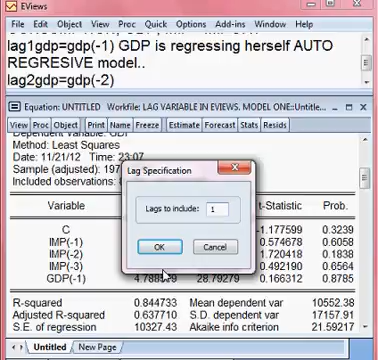 EViews
File Edit Object View Proc Quick Options Add-ins Window Help
lag1gdp=gdp(-1) GDP is regressing herself AUTO
REGRESIVE model..
lag2gdp=gdp(-2)
Equation: UNTITLED Workfile: LAG VARIABLE IN EVIEWS. MODEL ONE::Untitle...
View Proc Object Print Name Freeze Estimate Forecast Stats Resids
Dependent Variable: GDP
Method: Least Squares
Date: 11/21/12 Time: 23:07
Sample (adjusted): 197
Included observations: 8
Lag Specification
Lags to include: 1
OK Cancel
Variable t-Statistic Prob.
C -1.177599 0.3239
IMP(-1) 0.574678 0.6058
IMP(-2) 1.720418 0.1838
IMP(-3) 0.492190 0.6564
GDP(-1) 4.788529 28.79279 0.166312 0.8785
R-squared 0.844733 Mean dependent var 10552.38
Adjusted R-squared 0.637710 S.D. dependent var 17157.91
S.E. of regression 10327.43 Akaike info criterion 21.59217
Untitled New Page